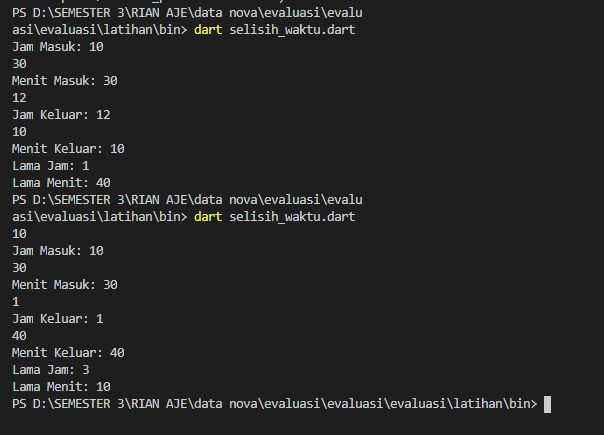 PS D:\SEMESTER 3\RIAN AJE\data nova\evaluasi\evalu
asi\evaluasi\latihan\bin> dart selisih_waktu.dart
Jam Masuk: 10
30
Menit Masuk: 30
12
Jam Keluar: 12
10
Menit Keluar: 10
Lama Jam: 1
Lama Menit: 40
PS D:\SEMESTER 3\RIAN AJE\data nova\evaluasi\evalu
asi\evaluasi\latihan\bin> dart selisih_waktu.dart
10
Jam Masuk: 10
30
Menit Masuk: 30
1
Jam Keluar: 1
40
Menit Keluar: 40
Lama Jam: 3
Lama Menit: 10
PS D:\SEMESTER 3\RIAN AJE\data nova\evaluasi\evaluasi\evaluasi\latihan\bin>